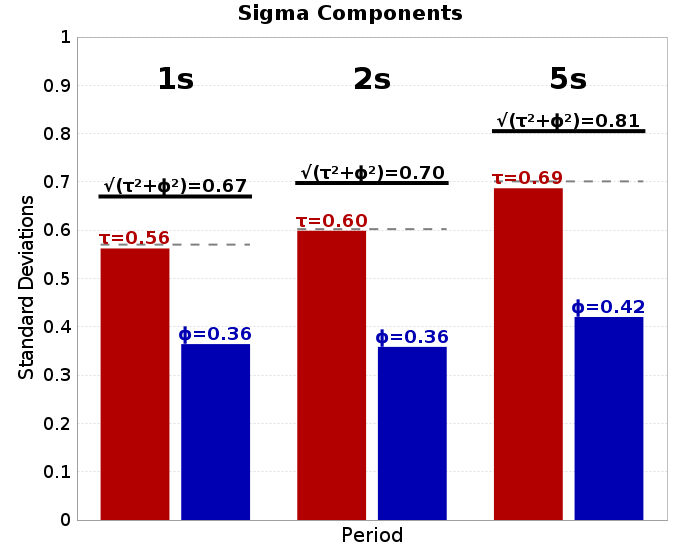 Sigma Components
1
0.9
0.8
0.7
0.6
0.5
0.4
0.3
0.2
0.1
0
Standard Deviations
1s
2s
5s
√(τ²+ϕ²)=0.67
√(τ²+ϕ²)=0.70
√(τ²+ϕ²)=0.81
τ=0.56
ϕ=0.36
τ=0.60
ϕ=0.36
τ=0.69
ϕ=0.42
Period